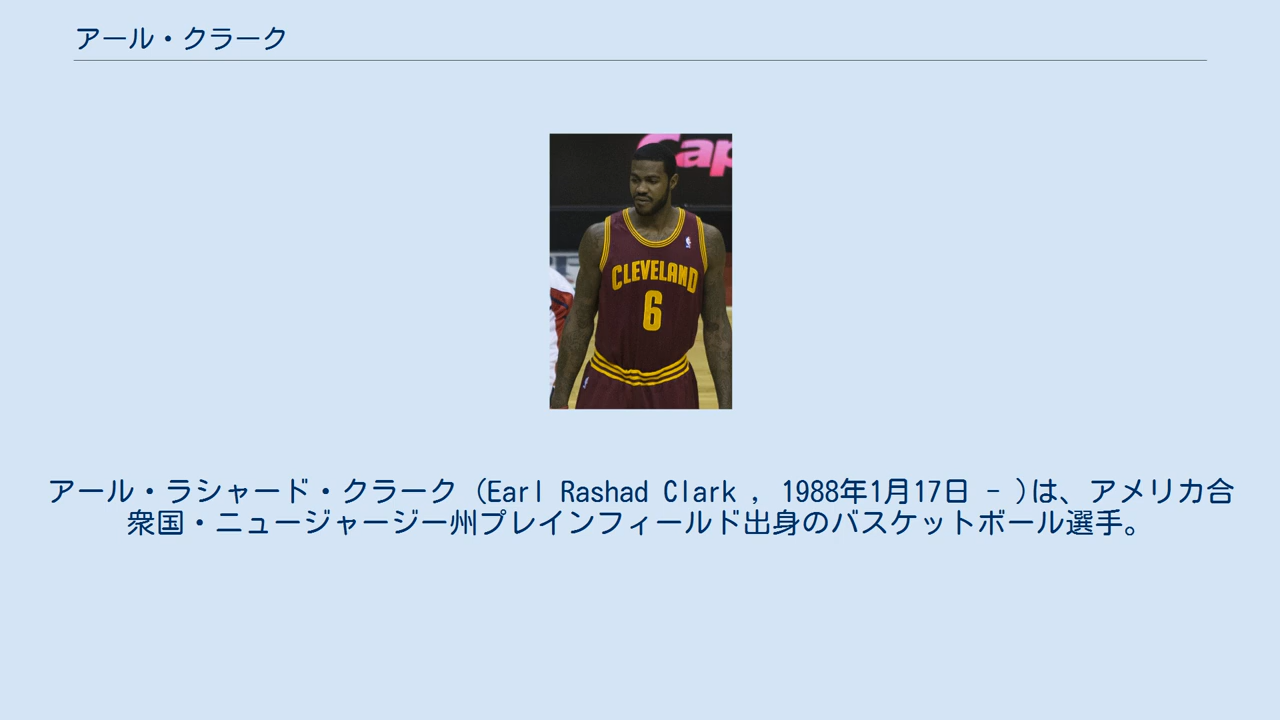 アール・クラーク
Cap
CLEVELAND
6
アール・ラシャード・クラーク (Earl Rashad Clark , 1988年1月17日 - )は、アメリカ合
衆国・ニュージャージー州プレインフィールド出身のバスケットボール選手。